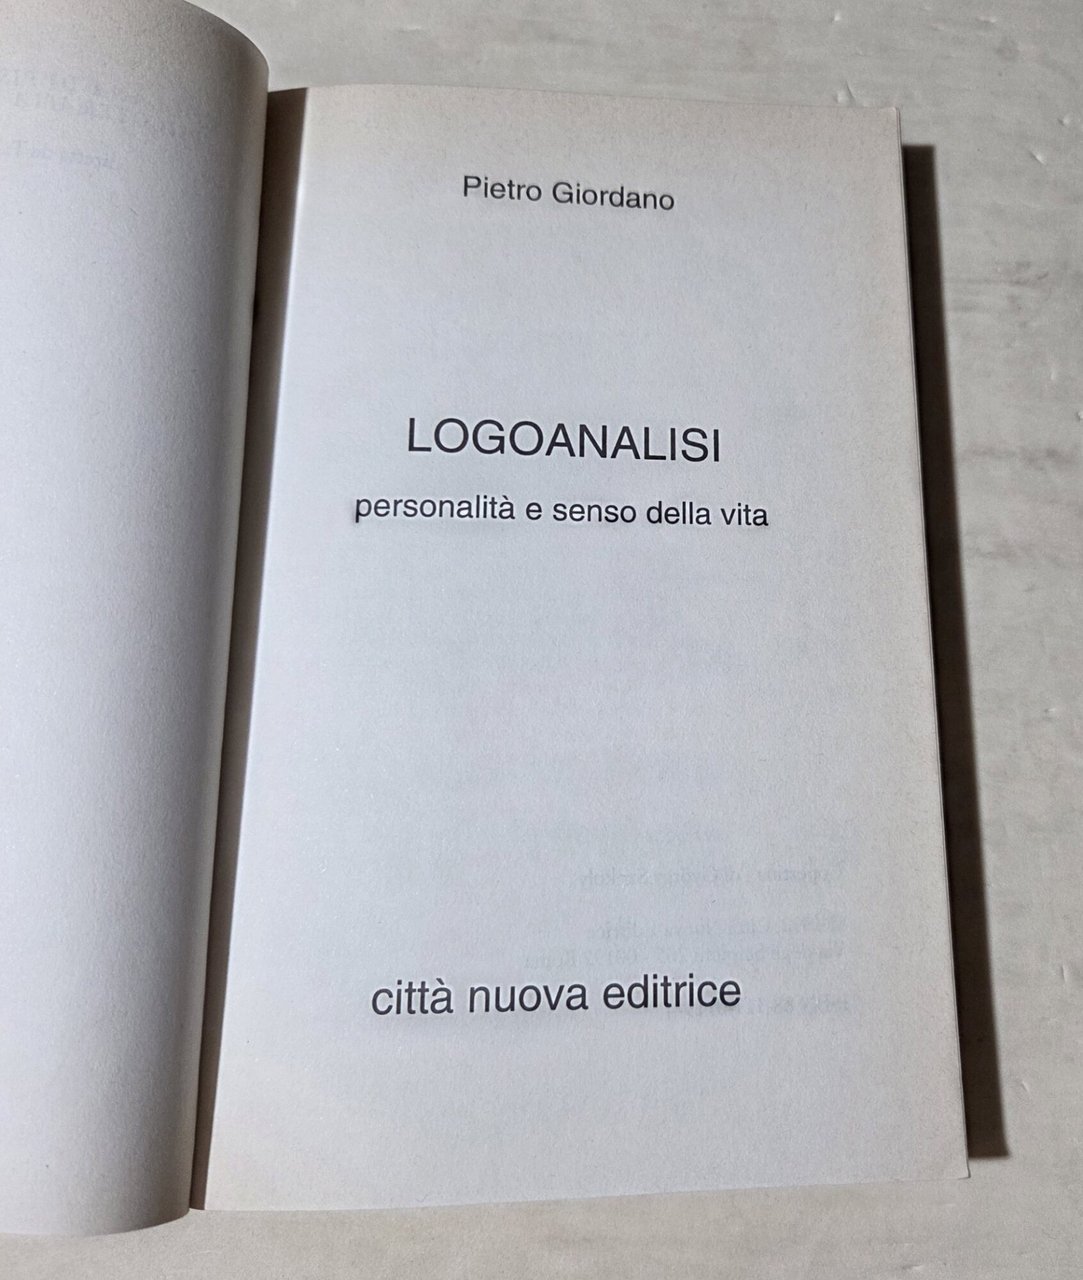 Pietro Giordano
LOGOANALISI
personalità e senso della vita
città nuova editrice